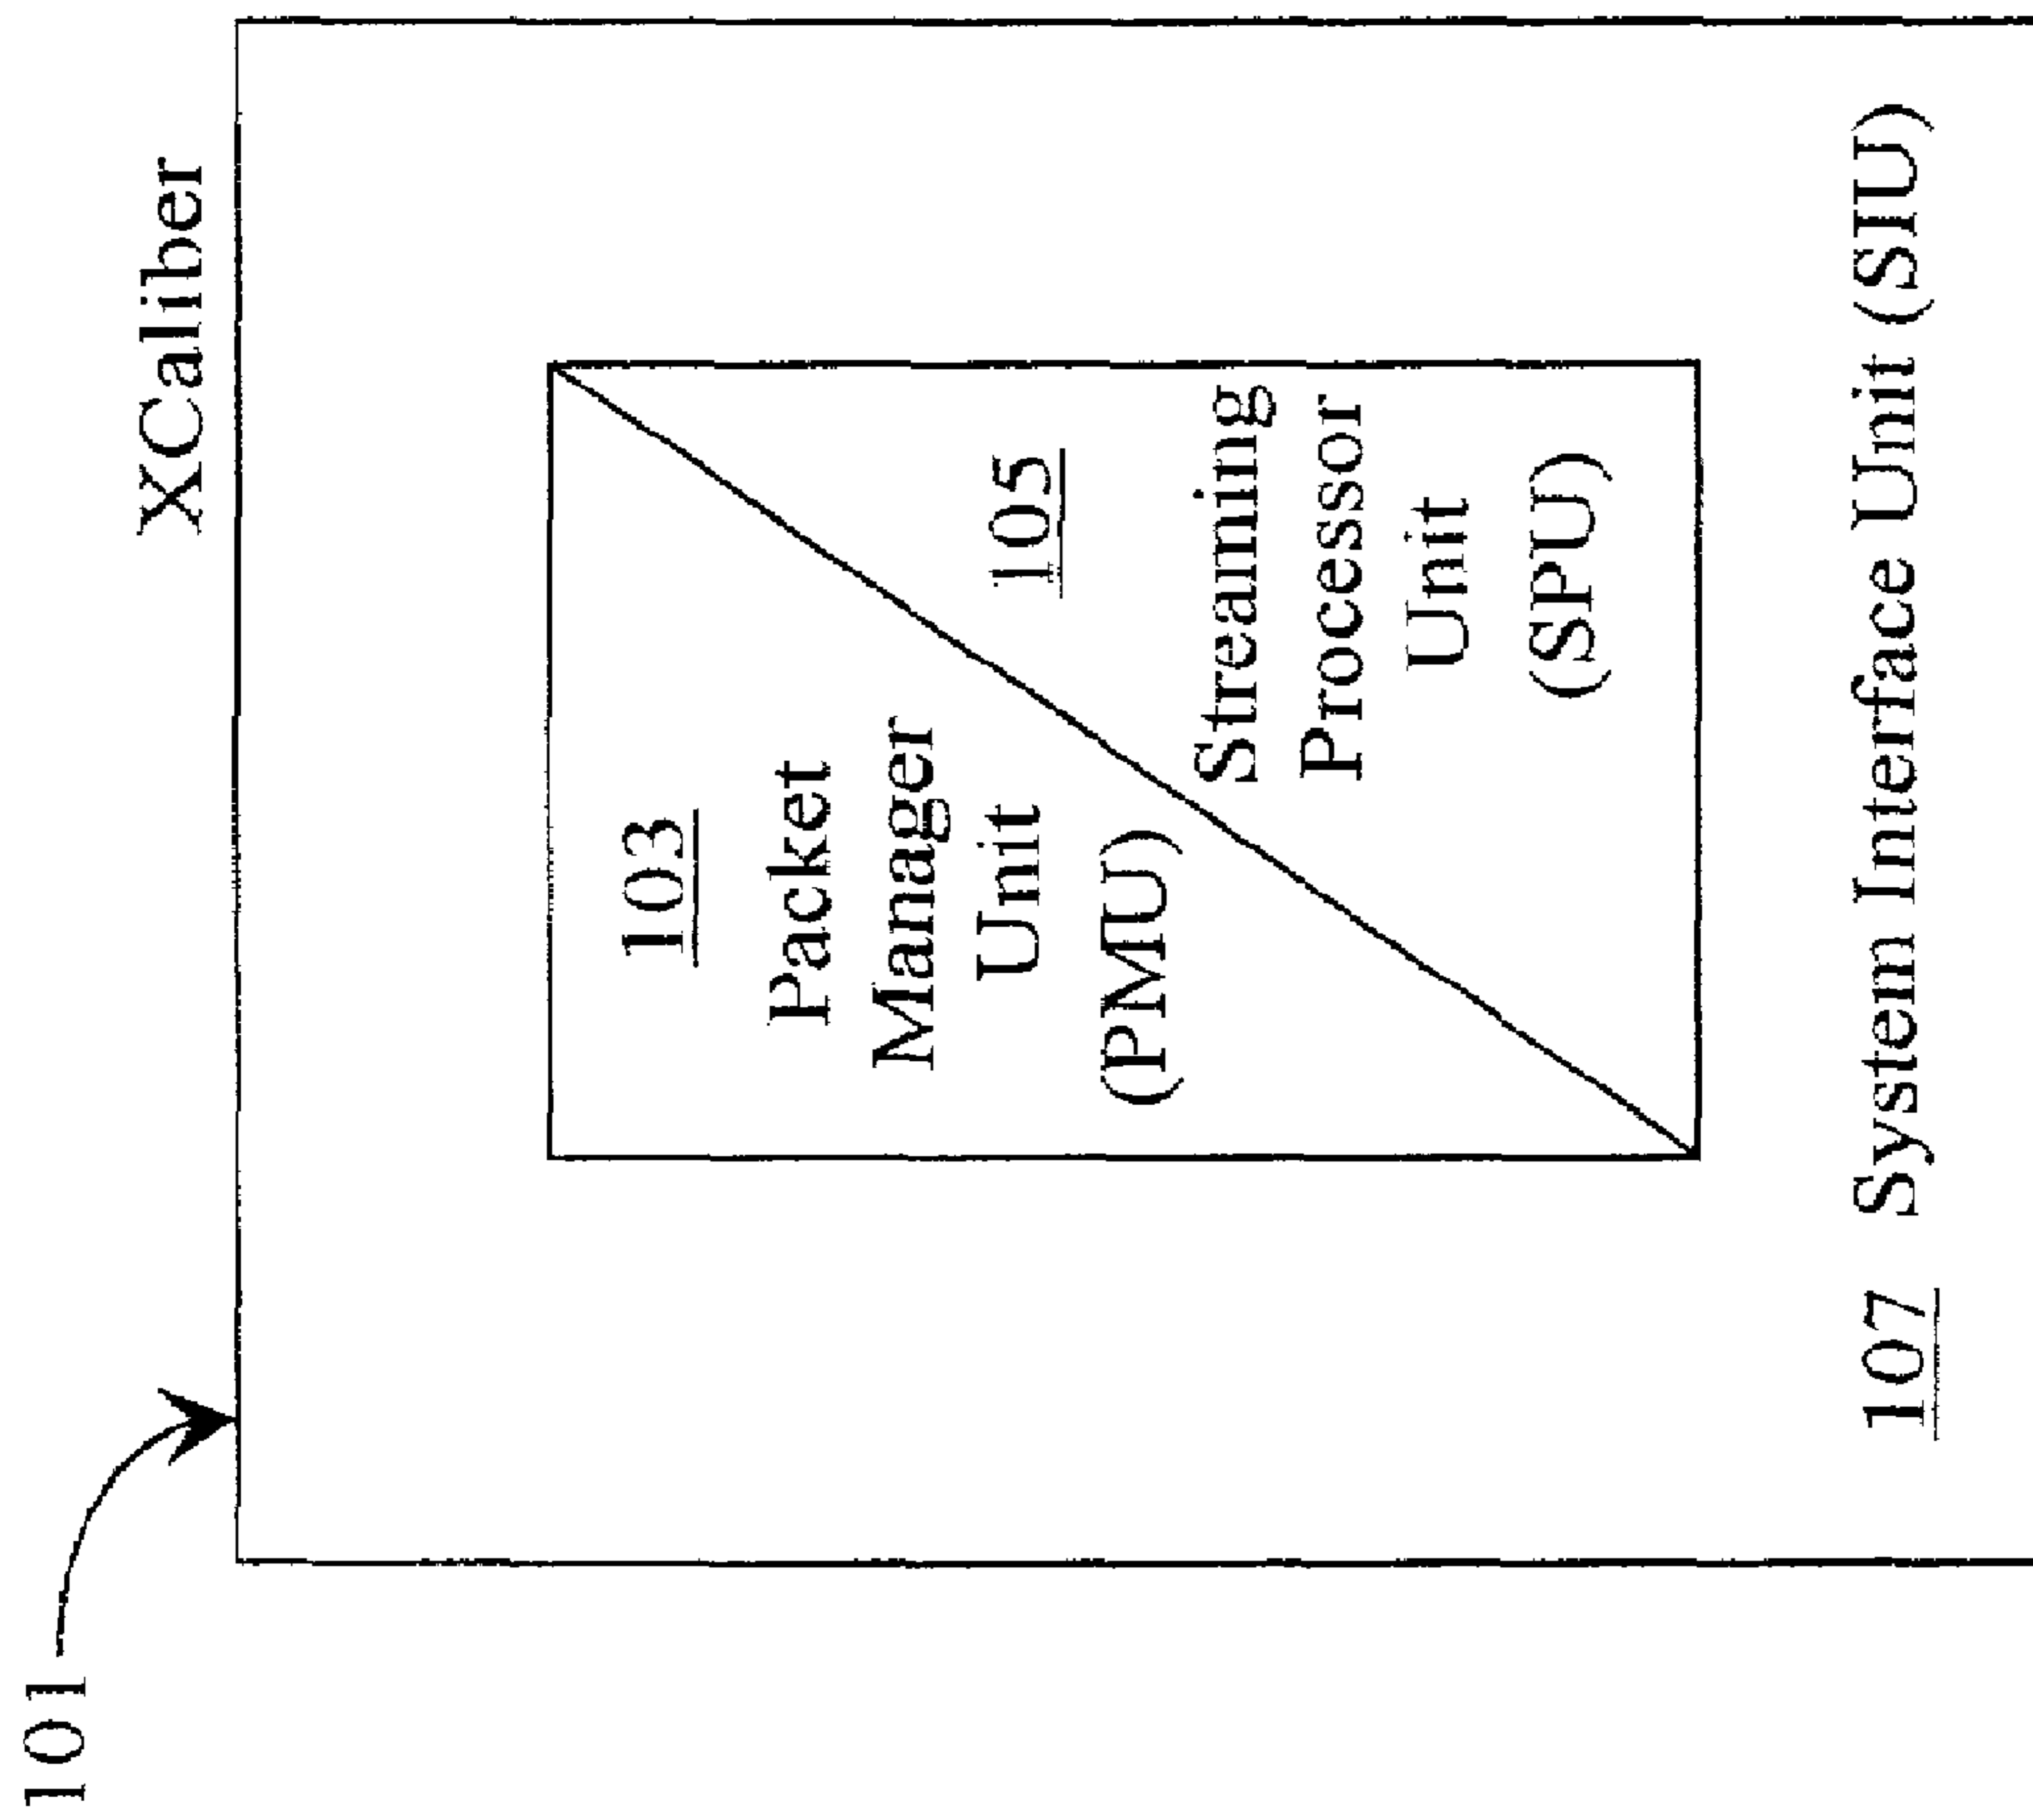 101
XCaliber
103
Packet
Manager
Unit
(PMU)
105
Streaming
Processor
Unit
(SPU)
107 System Interface Unit (SIU)